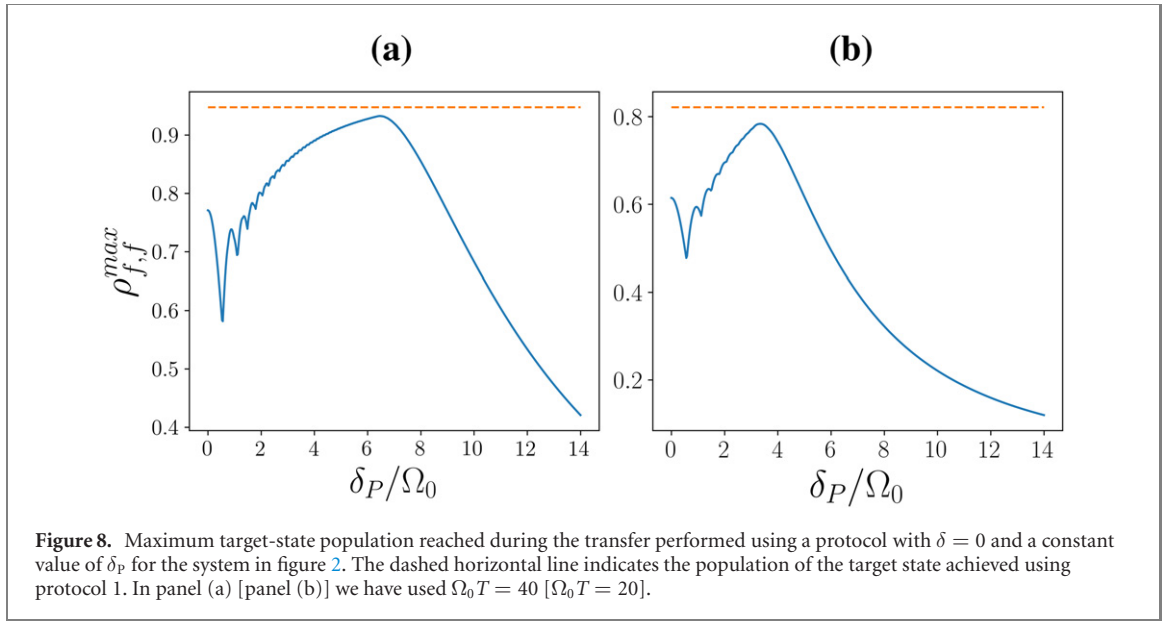 (a)
(b)
0.9
0.8
0.7
0.6
0.5
0.4
ρ_{f,f}^{max}
0 2 4 6 8 10 12 14
δ_P/Ω_0
0.8
0.6
0.4
0.2
0 2 4 6 8 10 12 14
δ_P/Ω_0
Figure 8. Maximum target-state population reached during the transfer performed using a protocol with δ = 0 and a constant
value of δ_P for the system in figure 2. The dashed horizontal line indicates the population of the target state achieved using
protocol 1. In panel (a) [panel (b)] we have used Ω_0T = 40 [Ω_0T = 20].